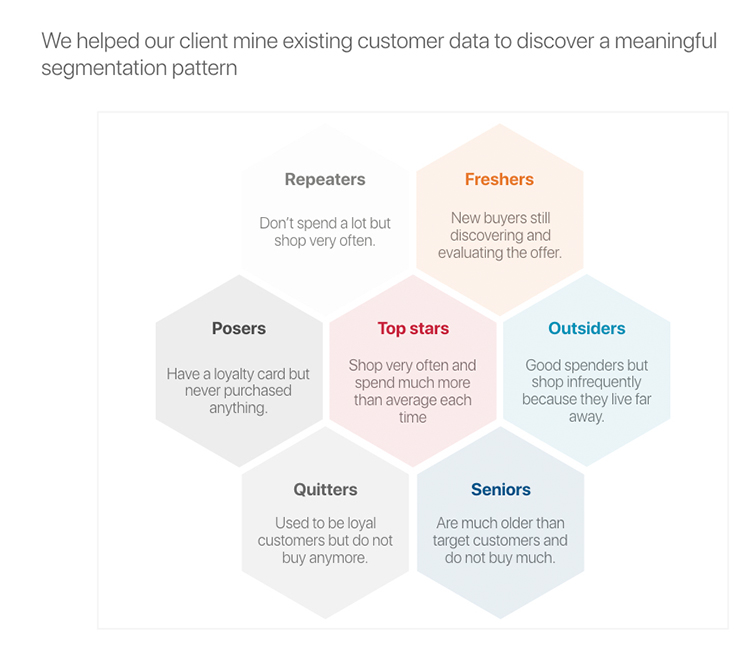 We helped our client mine existing customer data to discover a meaningful
segmentation pattern
Repeaters
Don’t spend a lot but
shop very often.
Freshers
New buyers still
discovering and
evaluating the offer.
Posers
Have a loyalty card but
never purchased
anything.
Top stars
Shop very often and
spend much more
than average each
time
Outsiders
Good spenders but
shop infrequently
because they live far
away.
Quitters
Used to be loyal
customers but do not
buy anymore.
Seniors
Are much older than
target customers and
do not buy much.